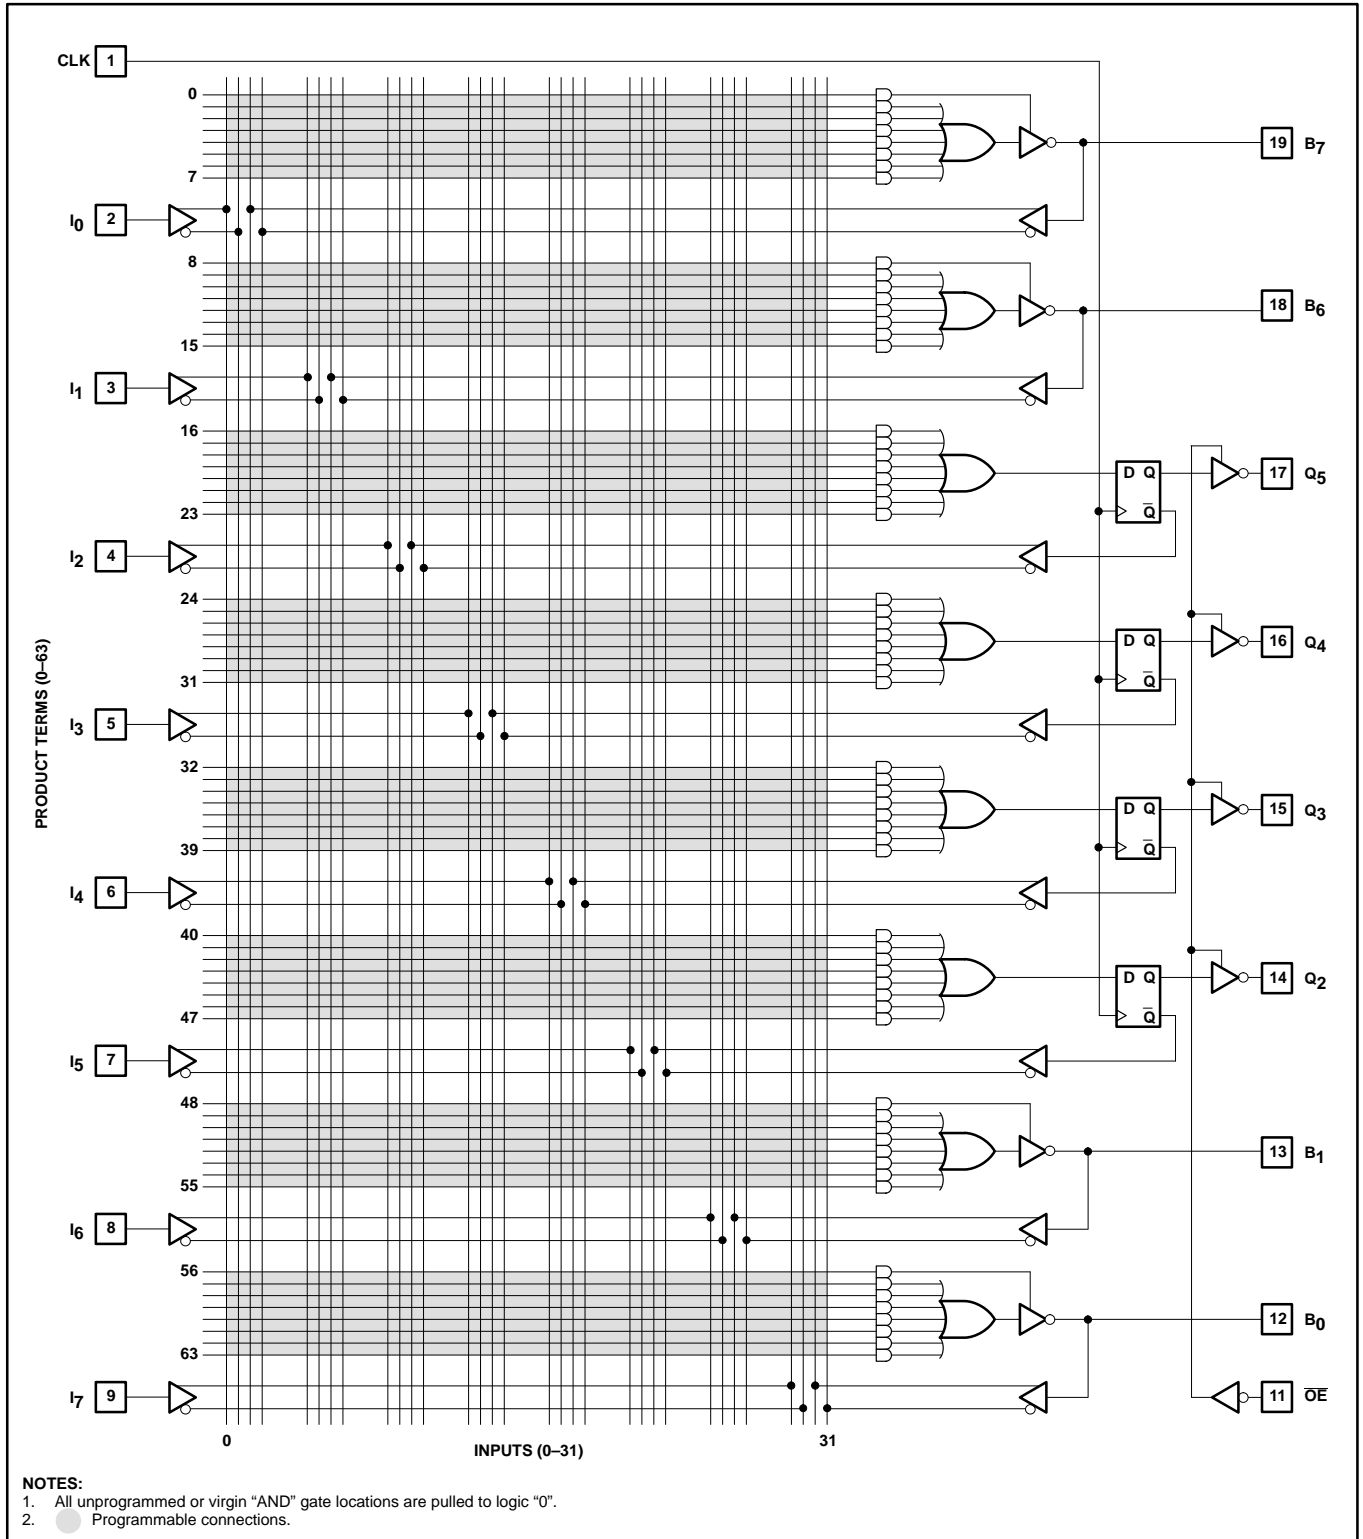 CLK 1
0
7
19 B7
I0 2
8
15
18 B6
I1 3
16
23
D Q
Q̅
17 Q5
I2 4
24
31
D Q
Q̅
16 Q4
I3 5
PRODUCT TERMS (0–63)
32
39
D Q
Q̅
15 Q3
I4 6
40
47
D Q
Q̅
14 Q2
I5 7
48
55
13 B1
I6 8
56
63
12 B0
I7 9
11 O̅E̅
0
31
INPUTS (0–31)
NOTES:
1. All unprogrammed or virgin “AND” gate locations are pulled to logic “0”.
2. Programmable connections.